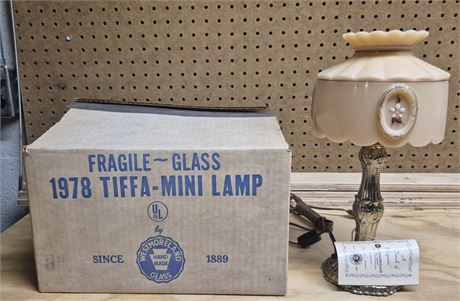 FRAGILE~GLASS
1978 TIFFA-MINI LAMP
UL
by
SINCE
WESTMORELAND
HAND
MADE
GLASS
1889